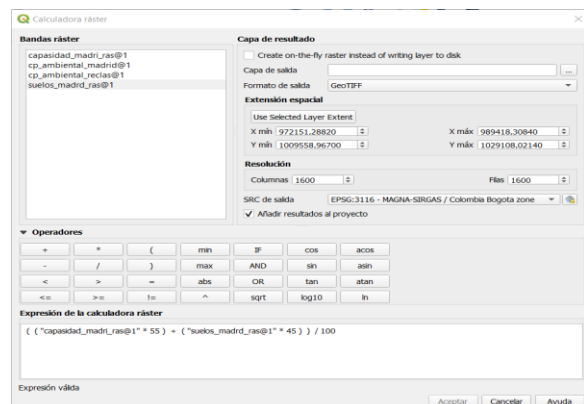 Calculadora ráster
Bandas ráster
capasidad_madri_ras@1
cp_ambiental_madrid@1
cp_ambiental_reclas@1
suelos_madrd_ras@1
Capa de resultado
Create on-the-fly raster instead of writing layer to disk
Capa de salida ...
Formato de salida GeoTIFF
Extensión espacial
Use Selected Layer Extent
X mín 972151,28820 X máx 989418,30840
Y mín 1009558,96700 Y máx 1029108,02140
Resolución
Columnas 1600 Filas 1600
SRC de salida EPSG:3116 - MAGNA-SIRGAS / Colombia Bogota zone
Añadir resultados al proyecto
Operadores
+ * ( min IF cos acos
- / ) max AND sin asin
< > = abs OR tan atan
<= >= != ^ sqrt log10 ln
Expresión de la calculadora ráster
( ( "capasidad_madri_ras@1" * 55 ) + ( "suelos_madrd_ras@1" * 45 ) ) / 100
Expresión válida
Aceptar Cancelar Ayuda